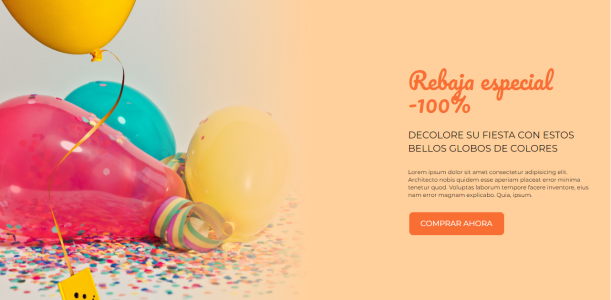 Rebaja especial
-100%
DECOLORE SU FIESTA CON ESTOS
BELLOS GLOBOS DE COLORES
Lorem ipsum dolor sit amet consectetur adipisicing elit.
Architecto nobis quidem esse aperiam placeat error minima
tenetur quod. Voluptas laborum tempore facere inventore, eius
nam error magnam explicabo. Quia, ipsum.
COMPRAR AHORA